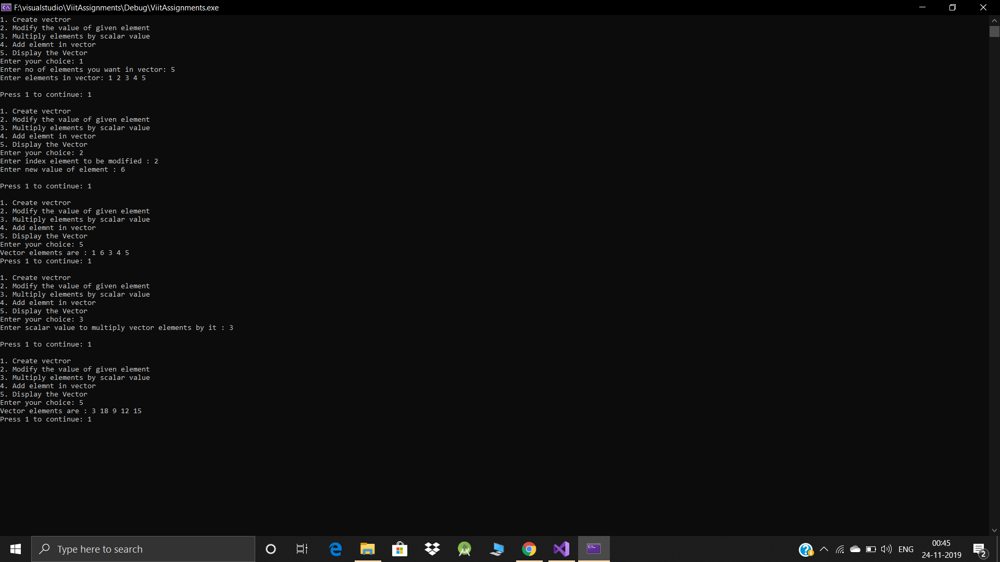 F:\visualstudio\ViitAssignments\Debug\ViitAssignments.exe
1. Create vectror
2. Modify the value of given element
3. Multiply elements by scalar value
4. Add elemnt in vector
5. Display the Vector
Enter your choice: 1
Enter no of elements you want in vector: 5
Enter elements in vector: 1 2 3 4 5
Press 1 to continue: 1
1. Create vectror
2. Modify the value of given element
3. Multiply elements by scalar value
4. Add elemnt in vector
5. Display the Vector
Enter your choice: 2
Enter index element to be modified : 2
Enter new value of element : 6
Press 1 to continue: 1
1. Create vectror
2. Modify the value of given element
3. Multiply elements by scalar value
4. Add elemnt in vector
5. Display the Vector
Enter your choice: 5
Vector elements are : 1 6 3 4 5
Press 1 to continue: 1
1. Create vectror
2. Modify the value of given element
3. Multiply elements by scalar value
4. Add elemnt in vector
5. Display the Vector
Enter your choice: 3
Enter scalar value to multiply vector elements by it : 3
Press 1 to continue: 1
1. Create vectror
2. Modify the value of given element
3. Multiply elements by scalar value
4. Add elemnt in vector
5. Display the Vector
Enter your choice: 5
Vector elements are : 3 18 9 12 15
Press 1 to continue: 1
Type here to search
ENG
00:45
24-11-2019
2